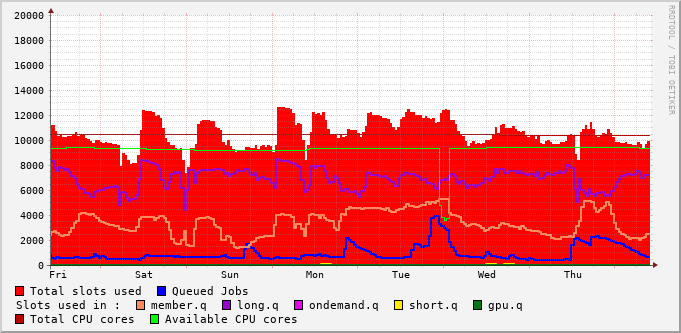 RRDTOOL / TOBI OETIKER
20000
18000
16000
14000
12000
10000
8000
6000
4000
2000
0
Fri Sat Sun Mon Tue Wed Thu
Total slots used Queued Jobs
Slots used in : member.q long.q ondemand.q short.q gpu.q
Total CPU cores Available CPU cores